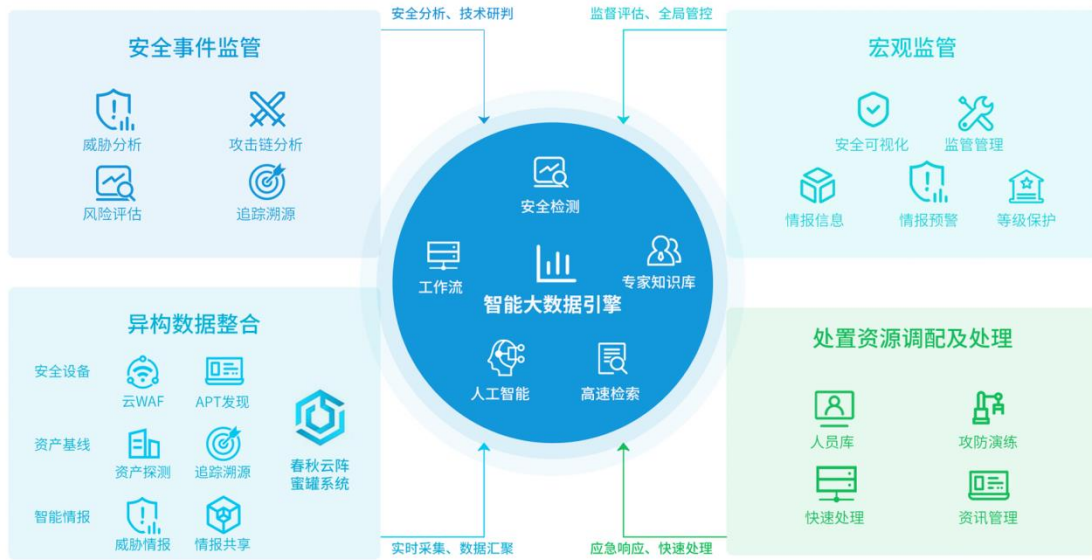 安全分析、技术研判
监督评估、全局管控
安全事件监管
威胁分析
攻击链分析
风险评估
追踪溯源
宏观监管
安全可视化
监管管理
情报信息
情报预警
等级保护
安全检测
工作流
专家知识库
智能大数据引擎
人工智能
高速检索
异构数据整合
安全设备
云WAF
APT发现
资产基线
资产探测
追踪溯源
智能情报
威胁情报
情报共享
春秋云阵
蜜罐系统
处置资源调配及处理
人员库
攻防演练
快速处理
资讯管理
实时采集、数据汇聚
应急响应、快速处理